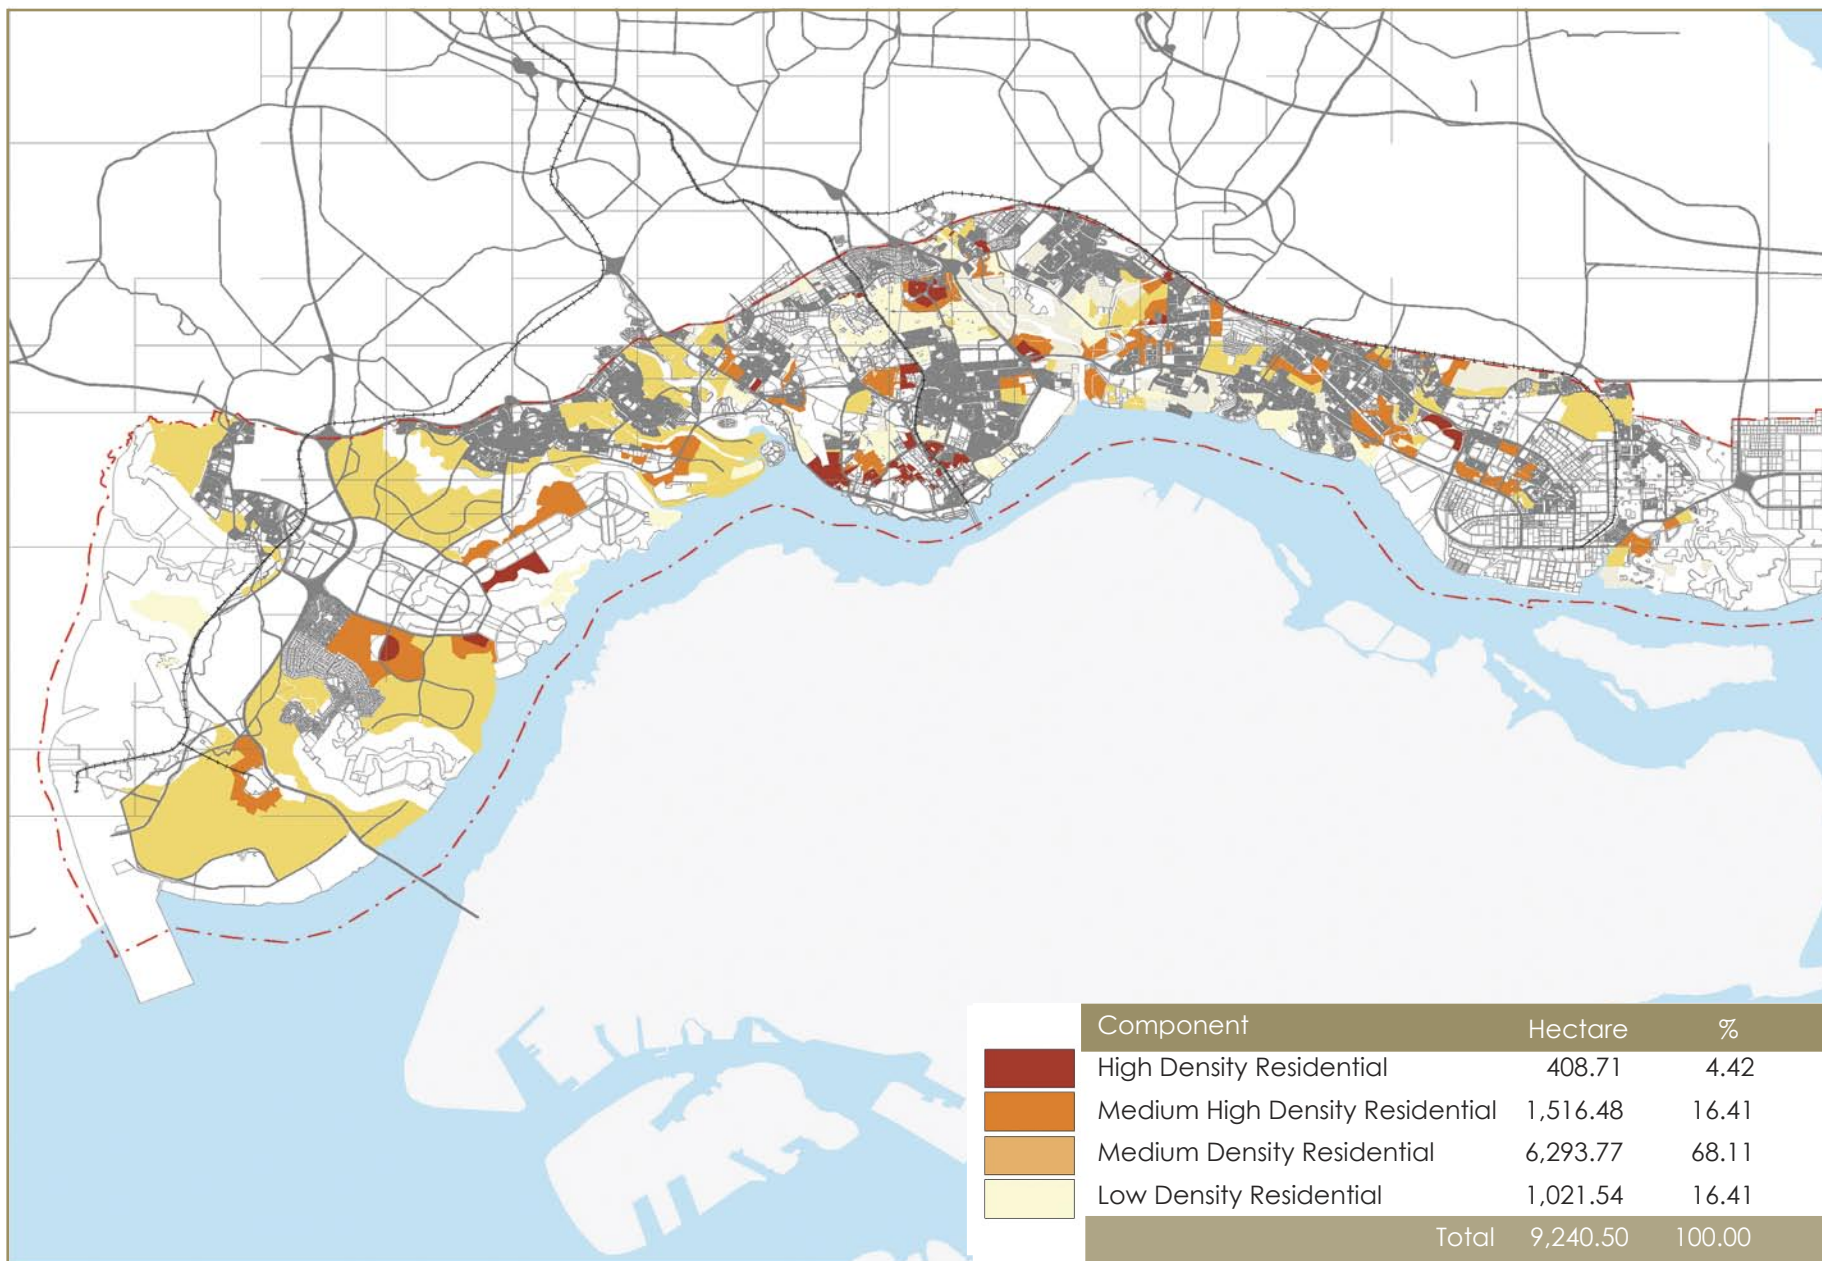 Component Hectare %
High Density Residential 408.71 4.42
Medium High Density Residential 1,516.48 16.41
Medium Density Residential 6,293.77 68.11
Low Density Residential 1,021.54 16.41
Total 9,240.50 100.00